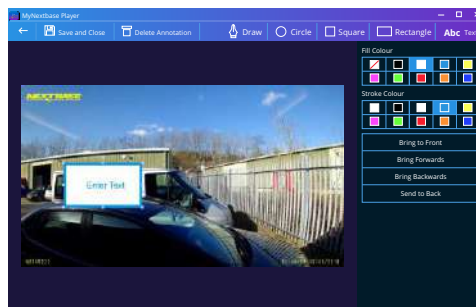 MyNextbase Player
Save and Close
Delete Annotation
Draw
Circle
Square
Rectangle
Abc Text
Fill Colour
Stroke Colour
Bring to Front
Bring Forwards
Bring Backwards
Send to Back
NEXTBASE
Enter Text